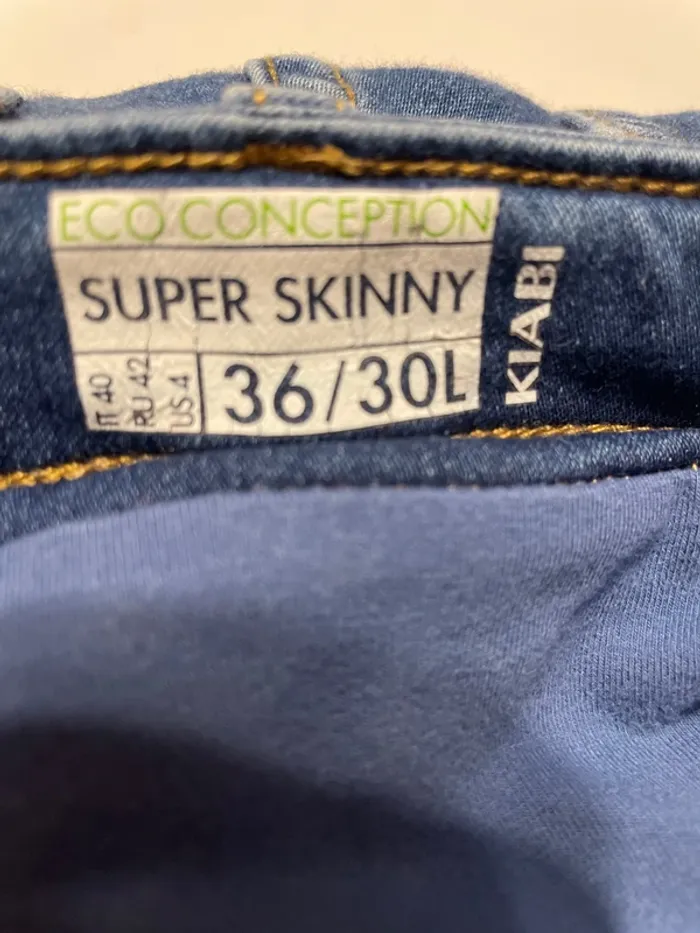 ECO CONCEPTION
SUPER SKINNY
IT 40
RU 42
US 4
36/30L
KIABI